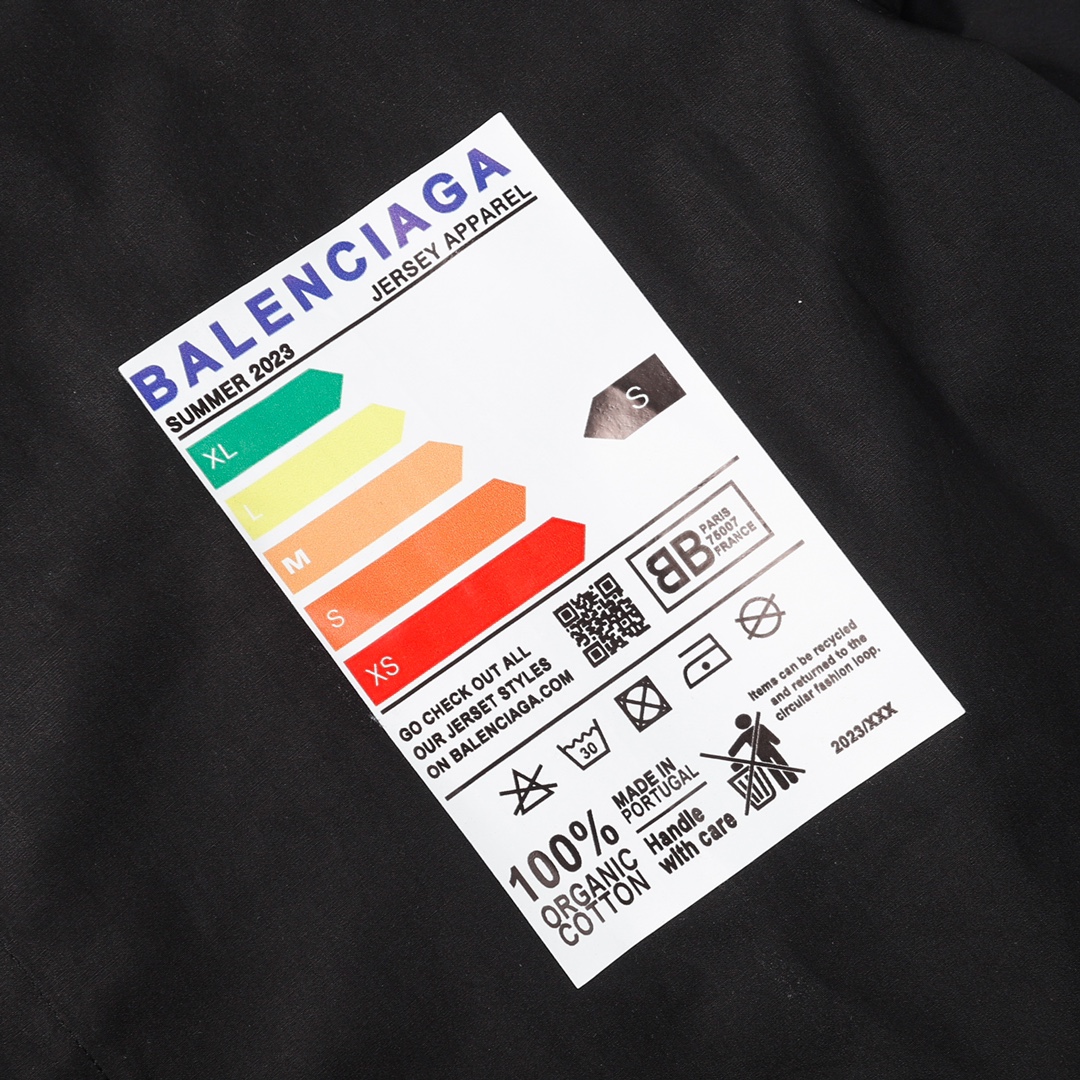 BALENCIAGA
SUMMER 2023
JERSEY APPAREL
XL
L
M
S
XS
S
GO CHECK OUT ALL
OUR JERSET STYLES
ON BALENCIAGA.COM
BB
PARIS
75007
FRANCE
30
Items can be recycled
and returned to the
circular fashion loop.
2023/XXX
100%
ORGANIC
COTTON
MADE IN
PORTUGAL
Handle
with care